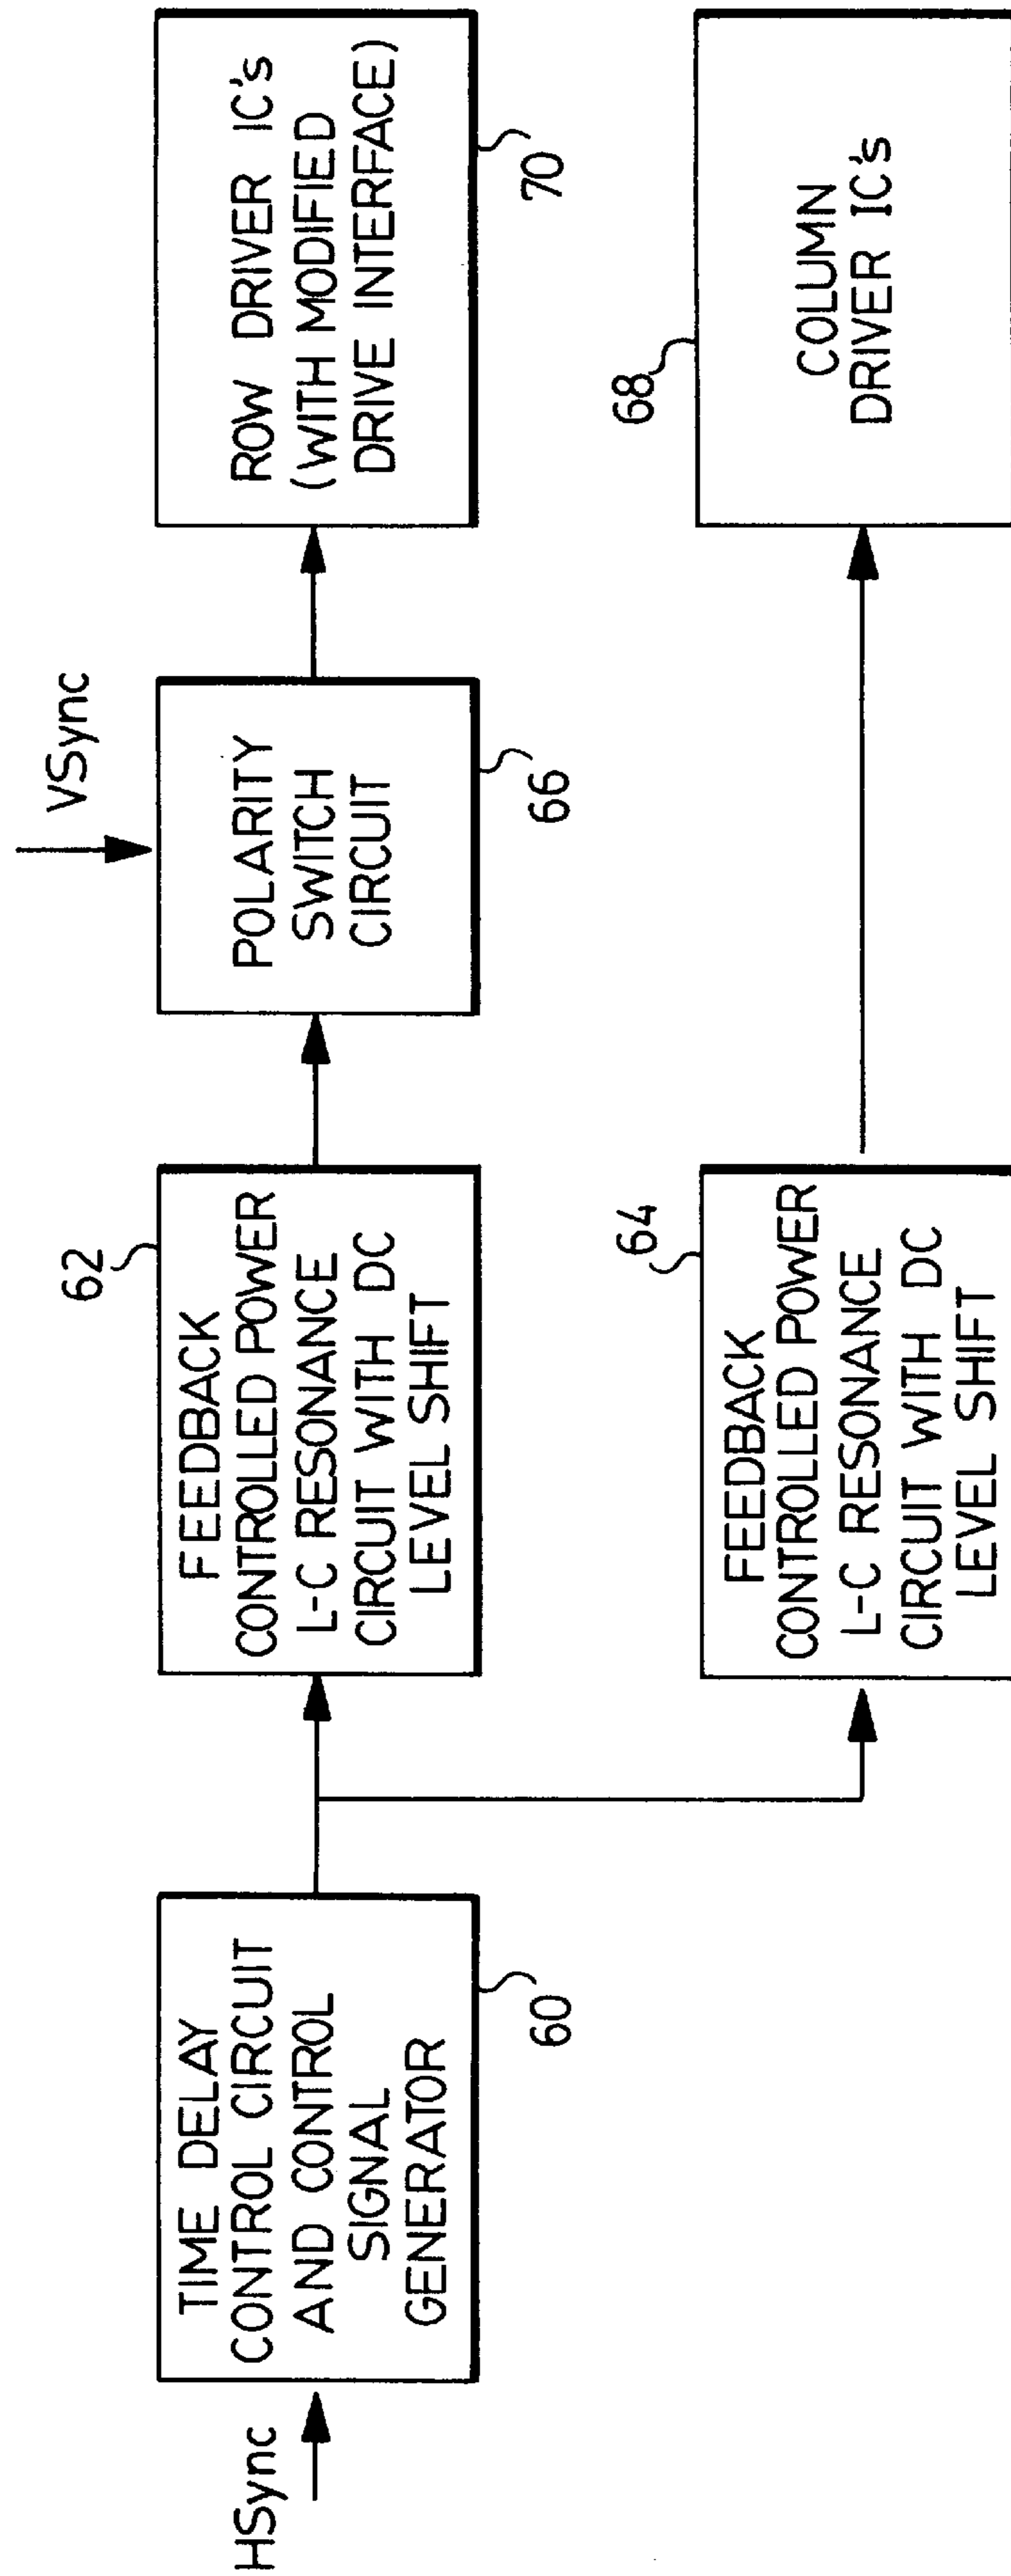 HSync
TIME DELAY
CONTROL CIRCUIT
AND CONTROL
SIGNAL
GENERATOR
60
62
FEEDBACK
CONTROLLED POWER
L-C RESONANCE
CIRCUIT WITH DC
LEVEL SHIFT
VSync
POLARITY
SWITCH
CIRCUIT
66
ROW DRIVER IC's
(WITH MODIFIED
DRIVE INTERFACE)
70
64
FEEDBACK
CONTROLLED POWER
L-C RESONANCE
CIRCUIT WITH DC
LEVEL SHIFT
68
COLUMN
DRIVER IC's